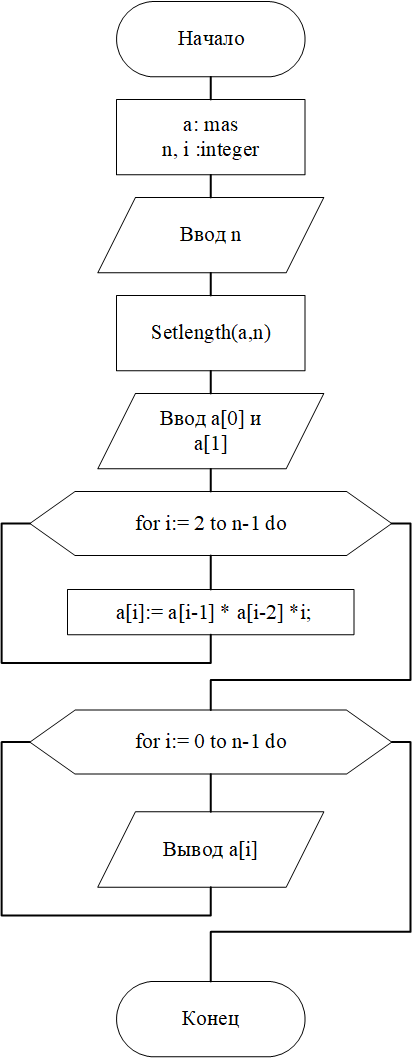 Начало
a: mas
n, i :integer
Ввод n
Setlength(a,n)
Ввод a[0] и
a[1]
for i:= 2 to n-1 do
a[i]:= a[i-1] * a[i-2] *i;
for i:= 0 to n-1 do
Вывод a[i]
Конец